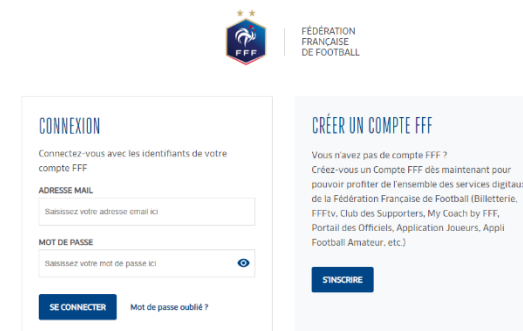 FFF
FÉDÉRATION
FRANÇAISE
DE FOOTBALL
CONNEXION
Connectez-vous avec les identifiants de votre
compte FFF
ADRESSE MAIL
Saisissez votre adresse email ici
MOT DE PASSE
Saisissez votre mot de passe ici
SE CONNECTER
Mot de passe oublié ?
CRÉER UN COMPTE FFF
Vous n'avez pas de compte FFF ?
Créez-vous un Compte FFF dès maintenant pour
pouvoir profiter de l'ensemble des services digitaux
de la Fédération Française de Football (Billetterie,
FFFtv, Club des Supporters, My Coach by FFF,
Portail des Officiels, Application Joueurs, Appli
Football Amateur, etc.)
S'INSCRIRE